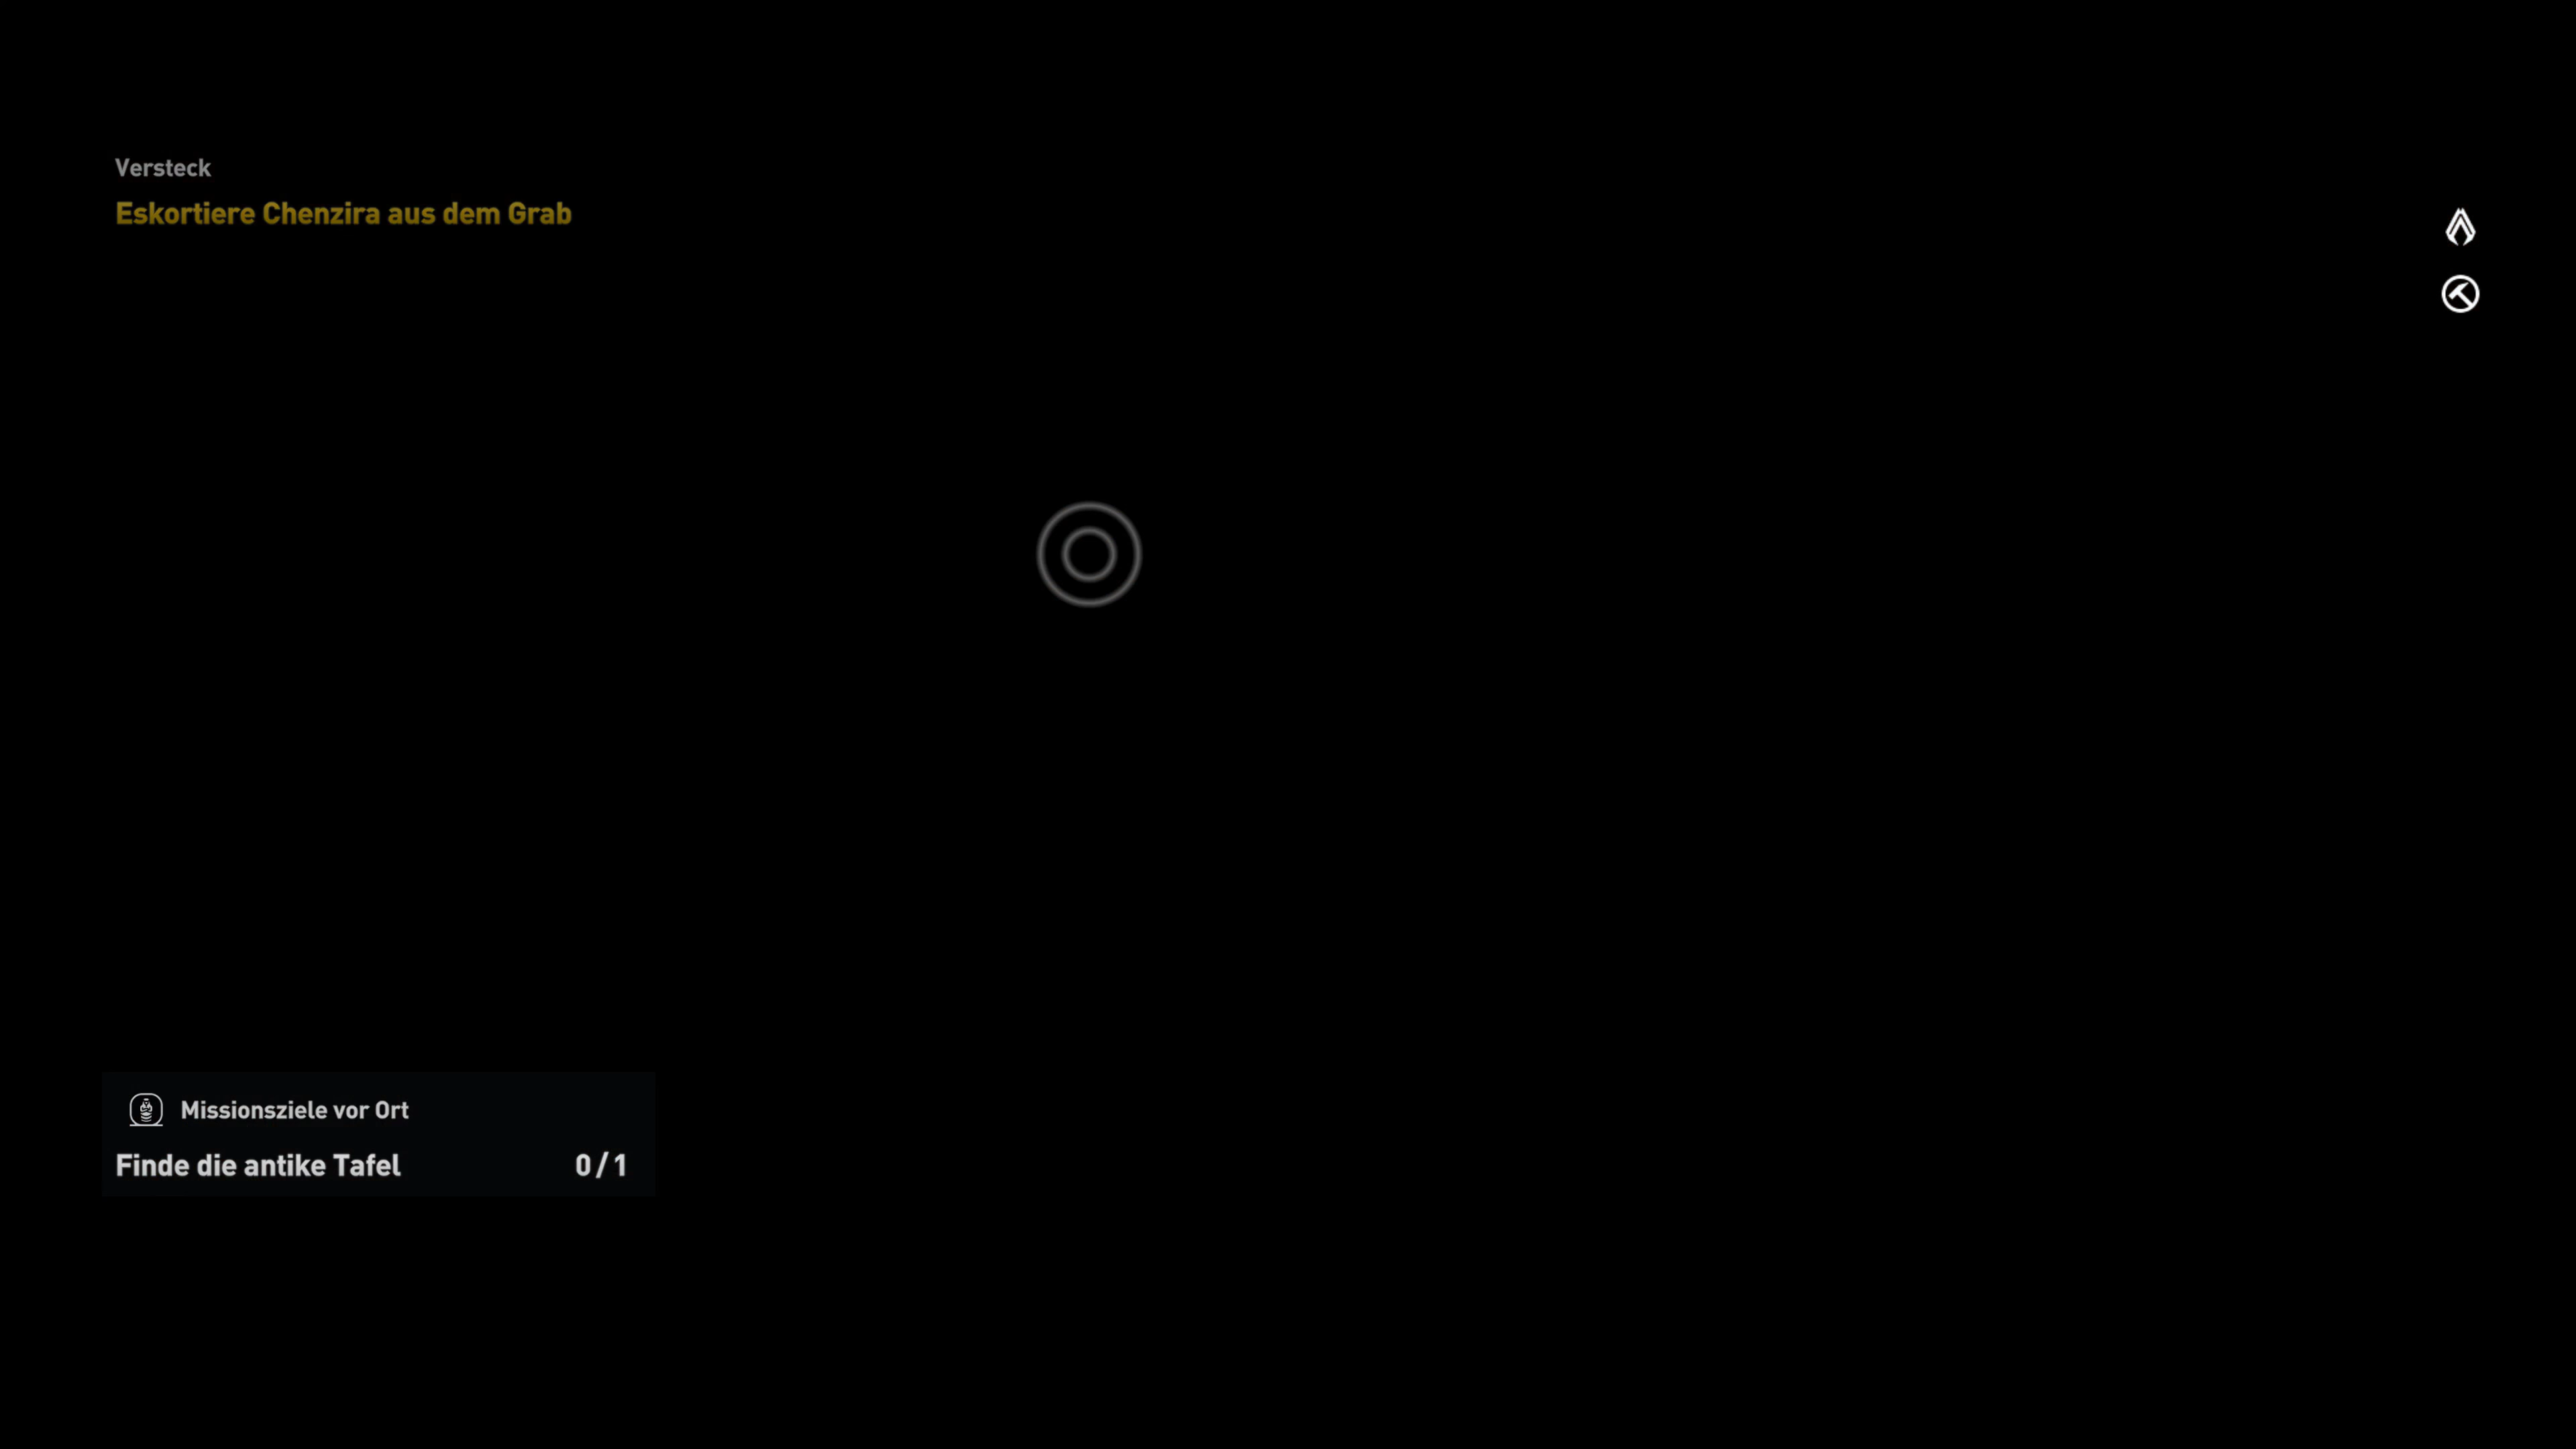 Versteck
Eskortiere Chenzira aus dem Grab
Missionsziele vor Ort
Finde die antike Tafel 0/1